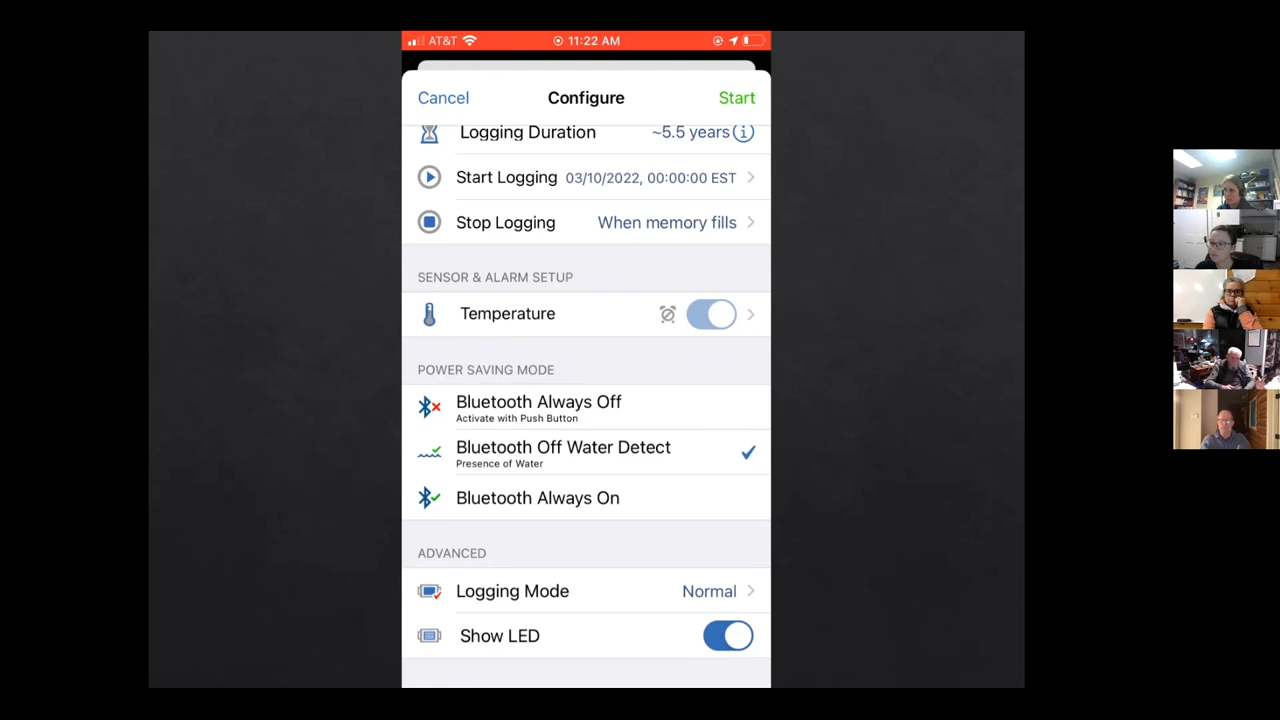 AT&T 11:22 AM
Cancel Configure Start
Logging Duration ~5.5 years
Start Logging 03/10/2022, 00:00:00 EST
Stop Logging When memory fills
SENSOR & ALARM SETUP
Temperature
POWER SAVING MODE
Bluetooth Always Off
Activate with Push Button
Bluetooth Off Water Detect
Presence of Water
Bluetooth Always On
ADVANCED
Logging Mode Normal
Show LED